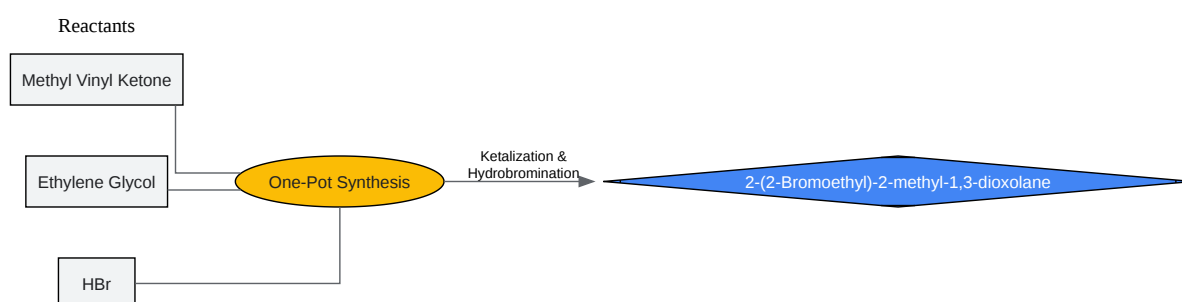 Reactants
Methyl Vinyl Ketone
Ethylene Glycol
One-Pot Synthesis
Ketalization &
Hydrobromination
2-(2-Bromoethyl)-2-methyl-1,3-dioxolane
HBr